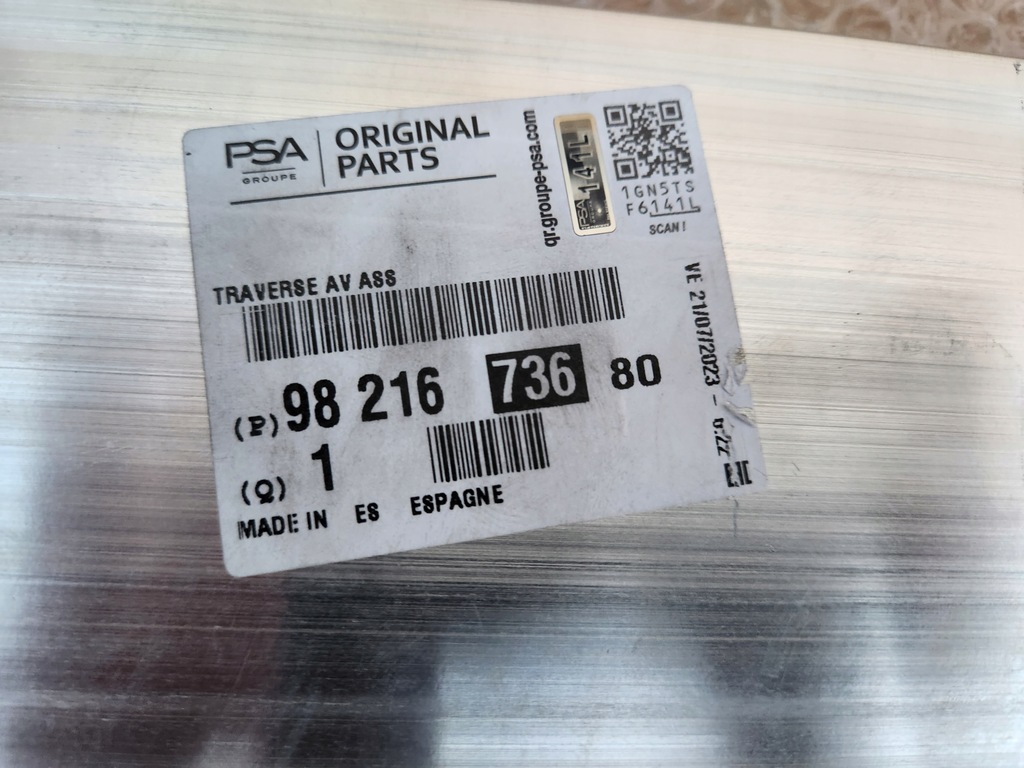 PSA
GROUPE
ORIGINAL
PARTS
qr.groupe-psa.com
PSA
141L
1GN5TS
F6141L
SCAN!
TRAVERSE AV ASS
(P) 98 216 736 80
(Q) 1
MADE IN ES ESPAGNE
VE 21/07/2023 -
EAC